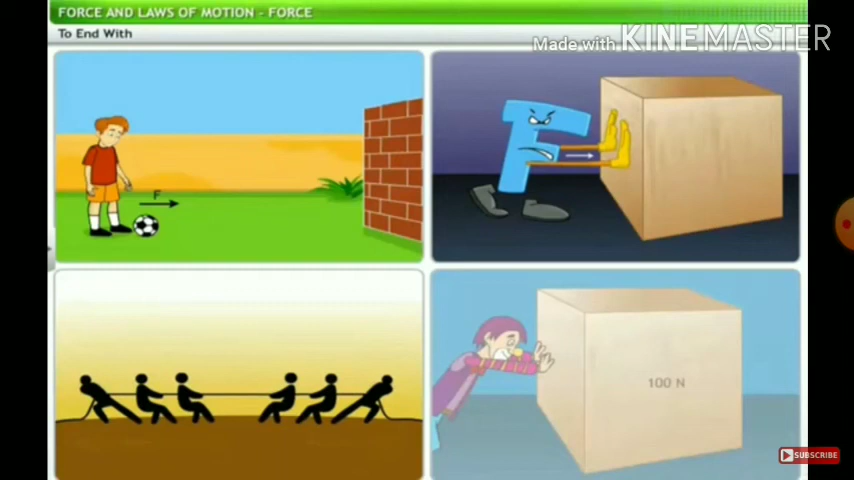 FORCE AND LAWS OF MOTION - FORCE
To End With
Made with KINEMASTER
F
100 N
SUBSCRIBE